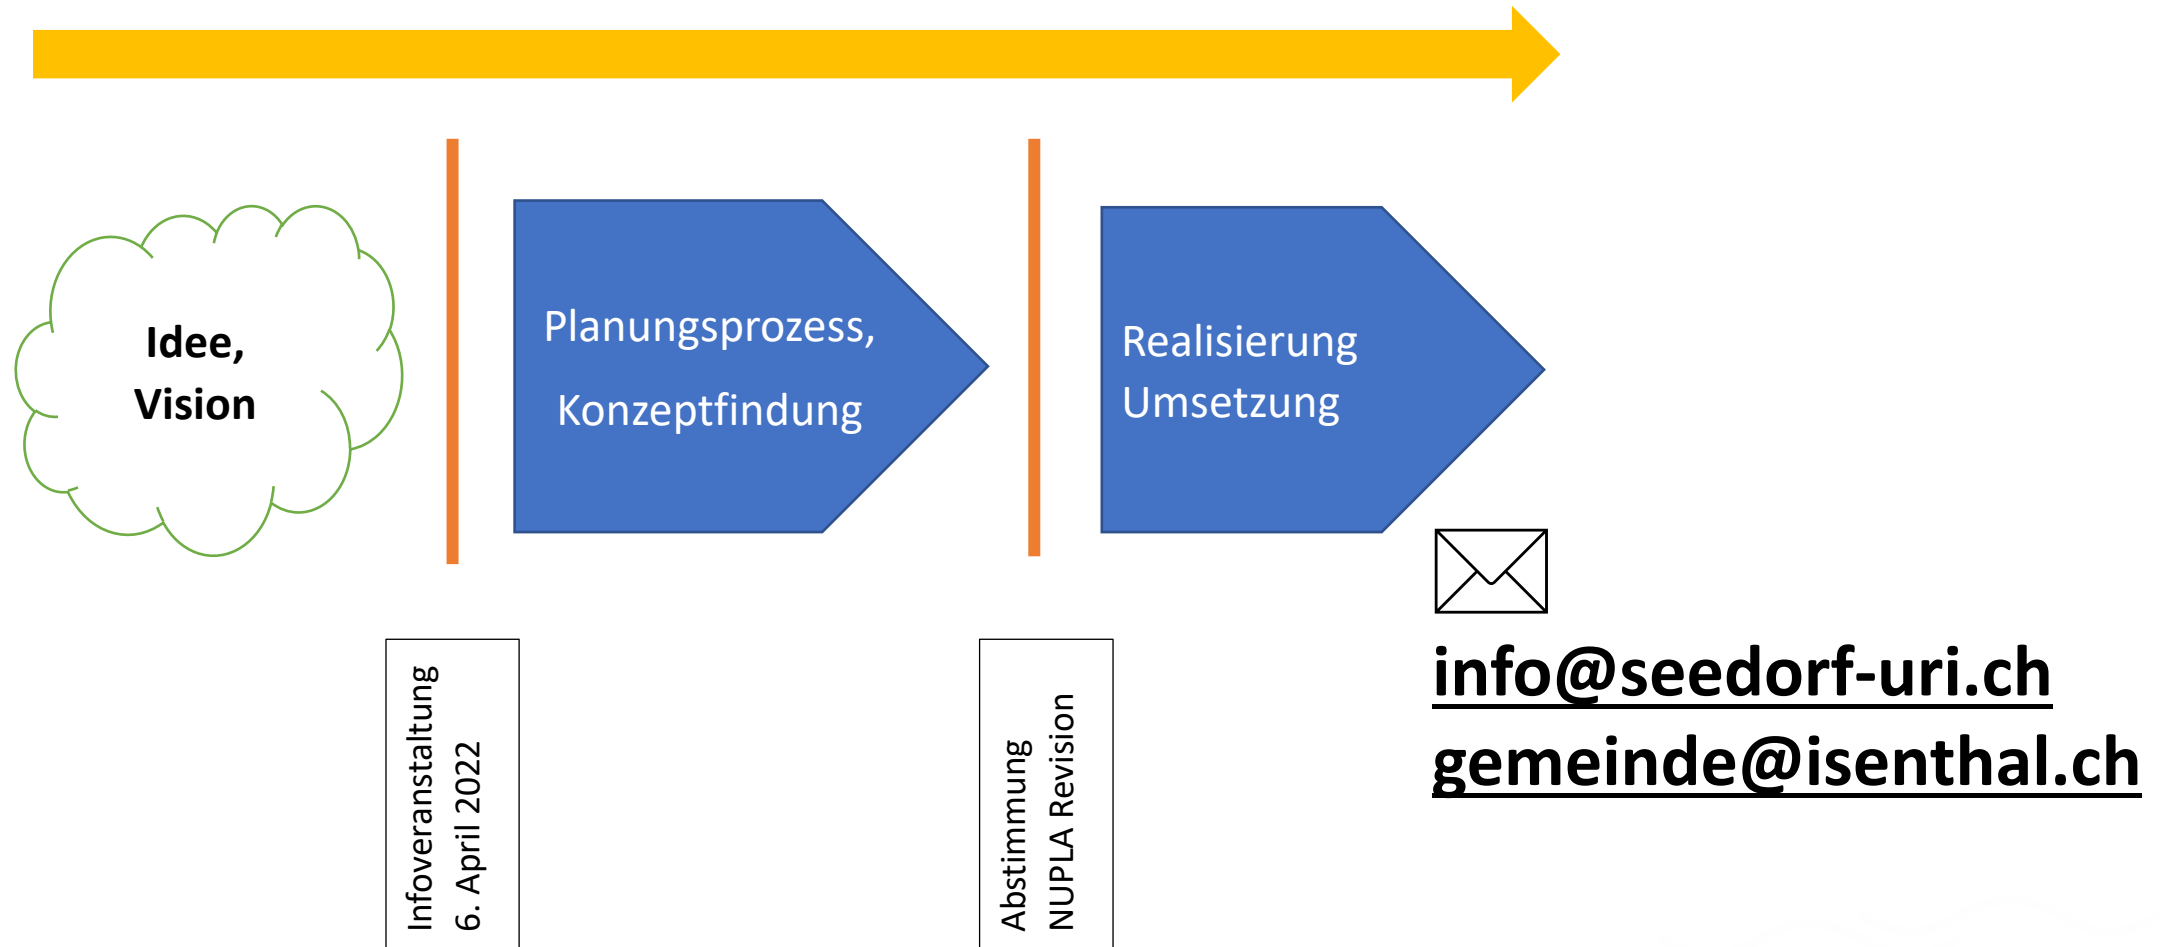 Idee,
Vision
Planungsprozess,
Konzeptfindung
Realisierung
Umsetzung
Infoveranstaltung
6. April 2022
Abstimmung
NUPLA Revision
info@seedorf-uri.ch
gemeinde@isenthal.ch